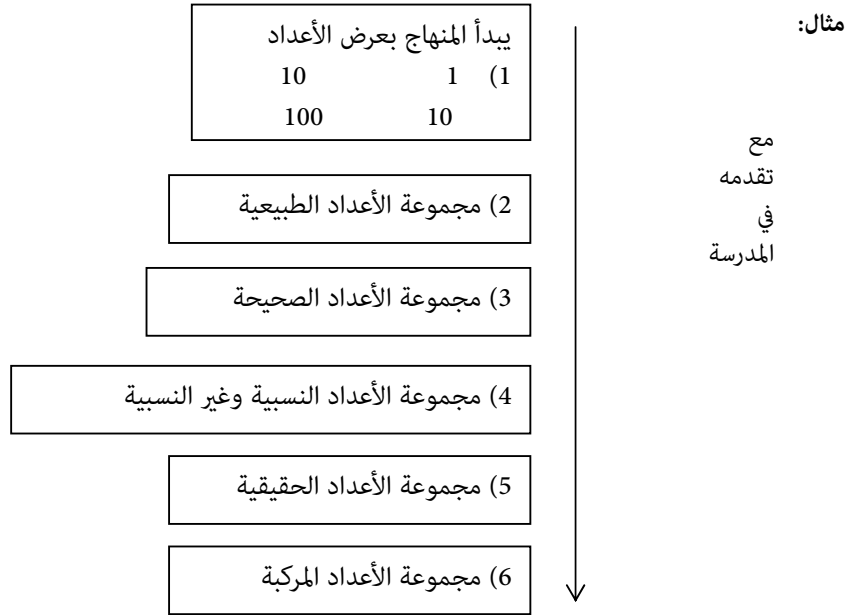 مثال:
يبدأ المنهاج بعرض الأعداد
1) 1 10
10 100
مع
تقدمه
في
المدرسة
2) مجموعة الأعداد الطبيعية
3) مجموعة الأعداد الصحيحة
4) مجموعة الأعداد النسبية وغير النسبية
5) مجموعة الأعداد الحقيقية
6) مجموعة الأعداد المركبة